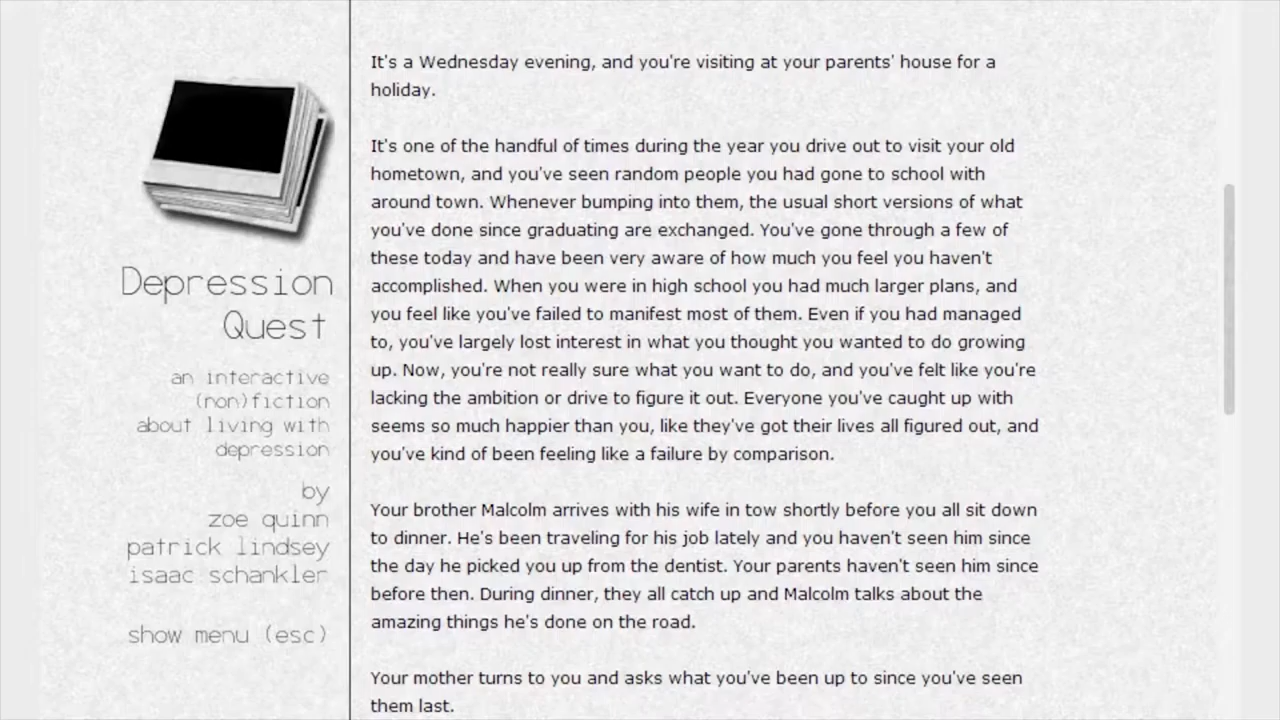 Depression
Quest
an interactive
(non)fiction
about living with
depression
by
zoe quinn
patrick lindsey
isaac schankler
show menu (esc)
It's a Wednesday evening, and you're visiting at your parents' house for a
holiday.
It's one of the handful of times during the year you drive out to visit your old
hometown, and you've seen random people you had gone to school with
around town. Whenever bumping into them, the usual short versions of what
you've done since graduating are exchanged. You've gone through a few of
these today and have been very aware of how much you feel you haven't
accomplished. When you were in high school you had much larger plans, and
you feel like you've failed to manifest most of them. Even if you had managed
to, you've largely lost interest in what you thought you wanted to do growing
up. Now, you're not really sure what you want to do, and you've felt like you're
lacking the ambition or drive to figure it out. Everyone you've caught up with
seems so much happier than you, like they've got their lives all figured out, and
you've kind of been feeling like a failure by comparison.
Your brother Malcolm arrives with his wife in tow shortly before you all sit down
to dinner. He's been traveling for his job lately and you haven't seen him since
the day he picked you up from the dentist. Your parents haven't seen him since
before then. During dinner, they all catch up and Malcolm talks about the
amazing things he's done on the road.
Your mother turns to you and asks what you've been up to since you've seen
them last.